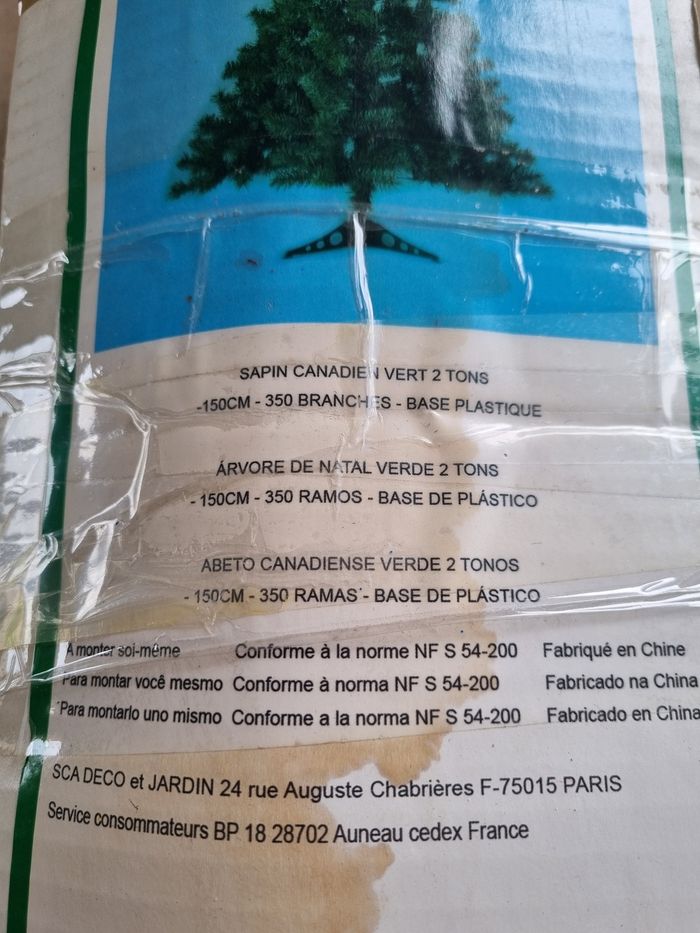 SAPIN CANADIEN VERT 2 TONS
-150CM - 350 BRANCHES - BASE PLASTIQUE
ÁRVORE DE NATAL VERDE 2 TONS
- 150CM - 350 RAMOS - BASE DE PLÁSTICO
ABETO CANADIENSE VERDE 2 TONOS
- 150CM - 350 RAMAS - BASE DE PLÁSTICO
A monter soi-même Conforme à la norme NF S 54-200 Fabriqué en Chine
Para montar você mesmo Conforme à norma NF S 54-200 Fabricado na China
Para montarlo uno mismo Conforme a la norma NF S 54-200 Fabricado en China
SCA DECO et JARDIN 24 rue Auguste Chabrières F-75015 PARIS
Service consommateurs BP 18 28702 Auneau cedex France